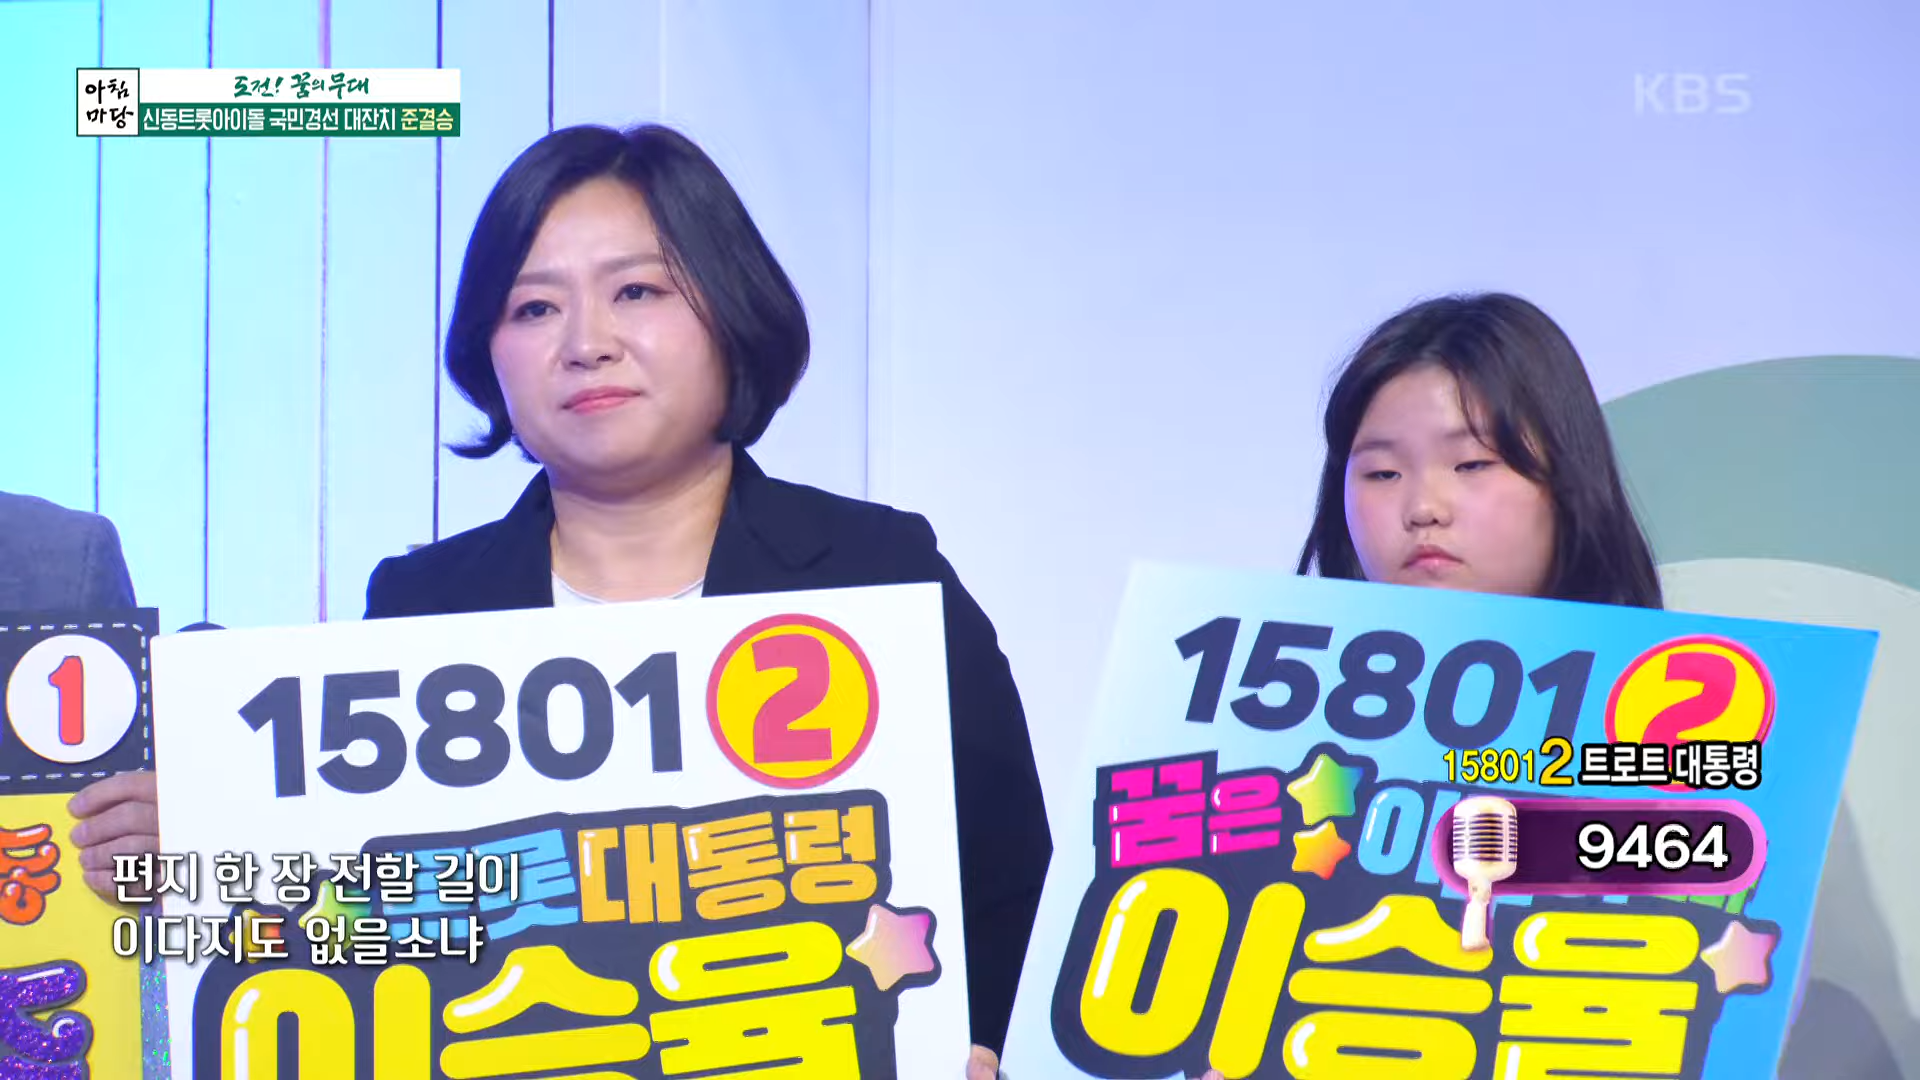 아침
마당
도전! 꿈의 무대
신동트롯아이돌 국민경선 대잔치 준결승
KBS
1
15801 2
트롯대통령
이승율
15801 2
꿈은
이승율
158012 트로트 대통령
9464
편지 한 장 전할 길이
이다지도 없을소냐